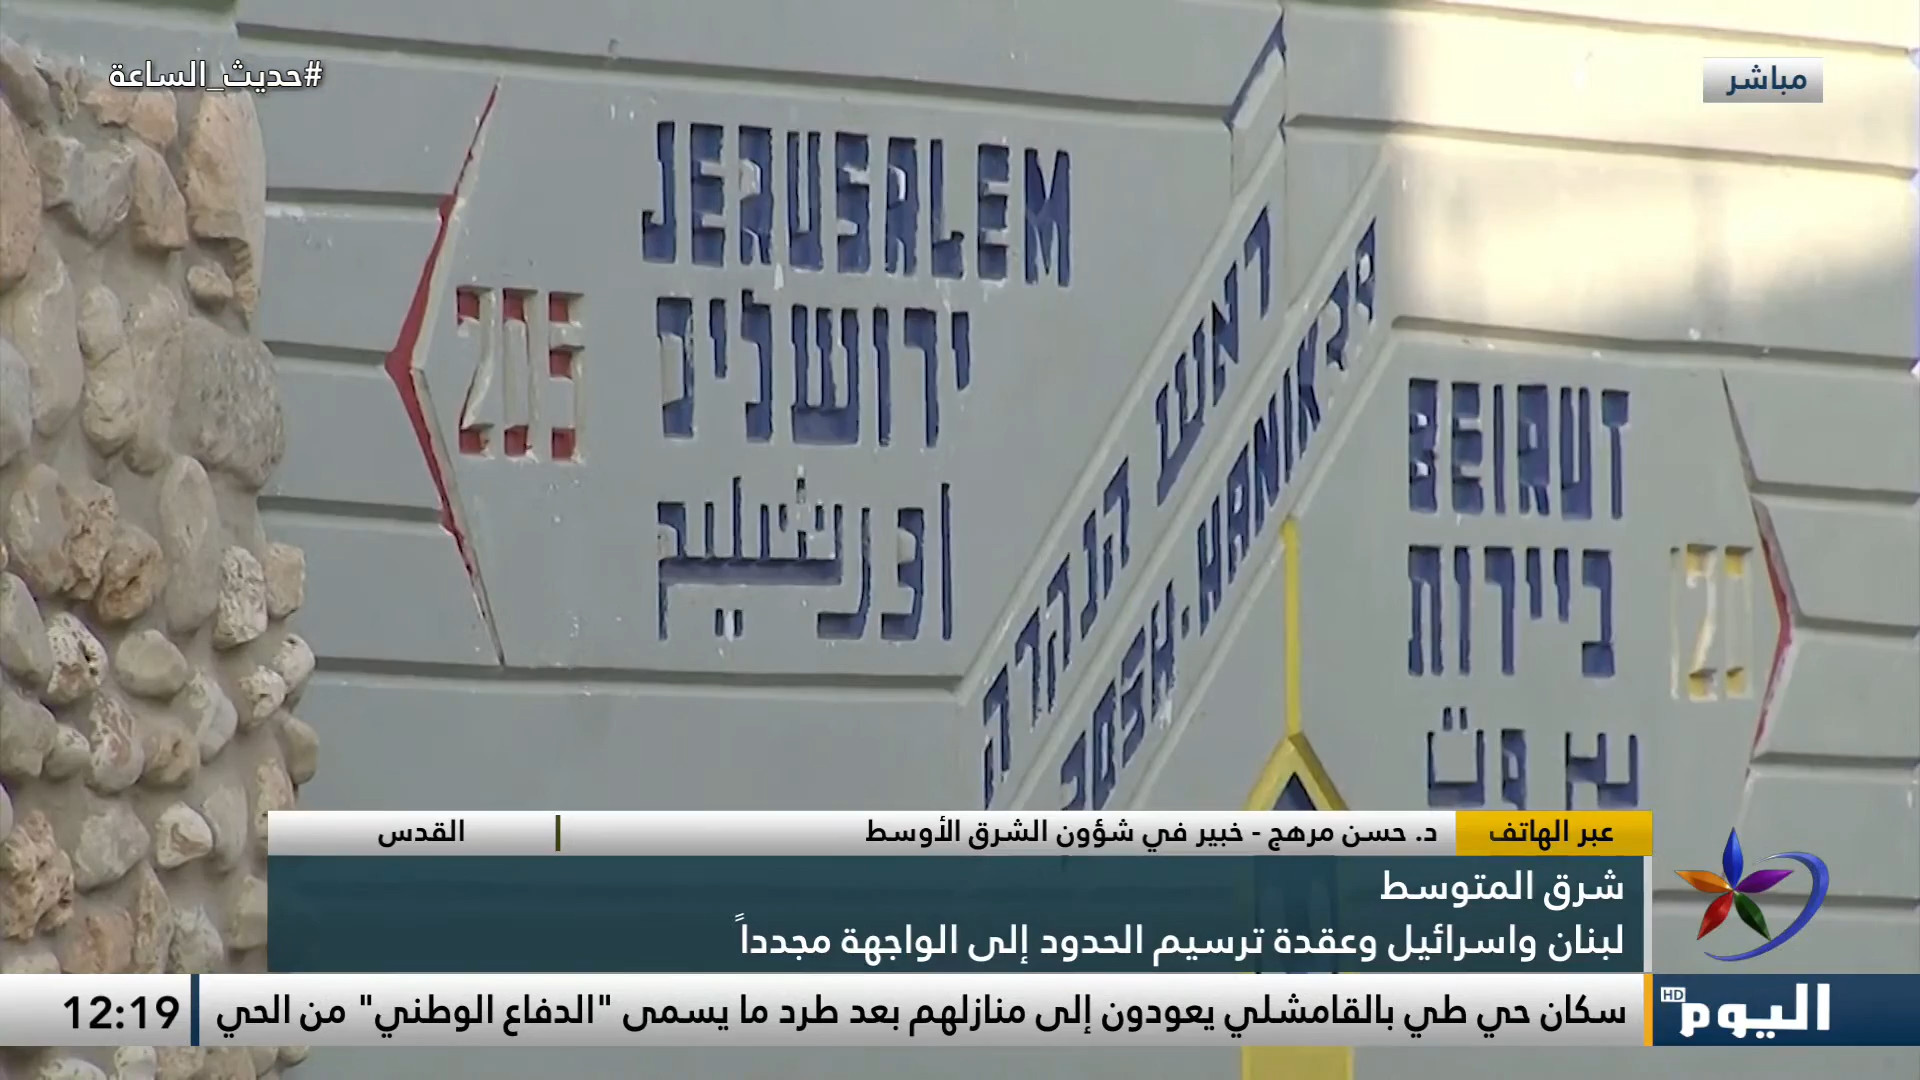 #حديث_الساعة
مباشر
JERUSALEM
205
ירושלים
اورشليم
ראש הנקרה
ROSH-HANIKRA
BEIRUT
ביירות
بيروت
عبر الهاتف
د. حسن مرهج - خبير في شؤون الشرق الأوسط
القدس
شرق المتوسط
لبنان واسرائيل وعقدة ترسيم الحدود إلى الواجهة مجدداً
اليوم HD
سكان حي طي بالقامشلي يعودون إلى منازلهم بعد طرد ما يسمى "الدفاع الوطني" من الحي
12:19